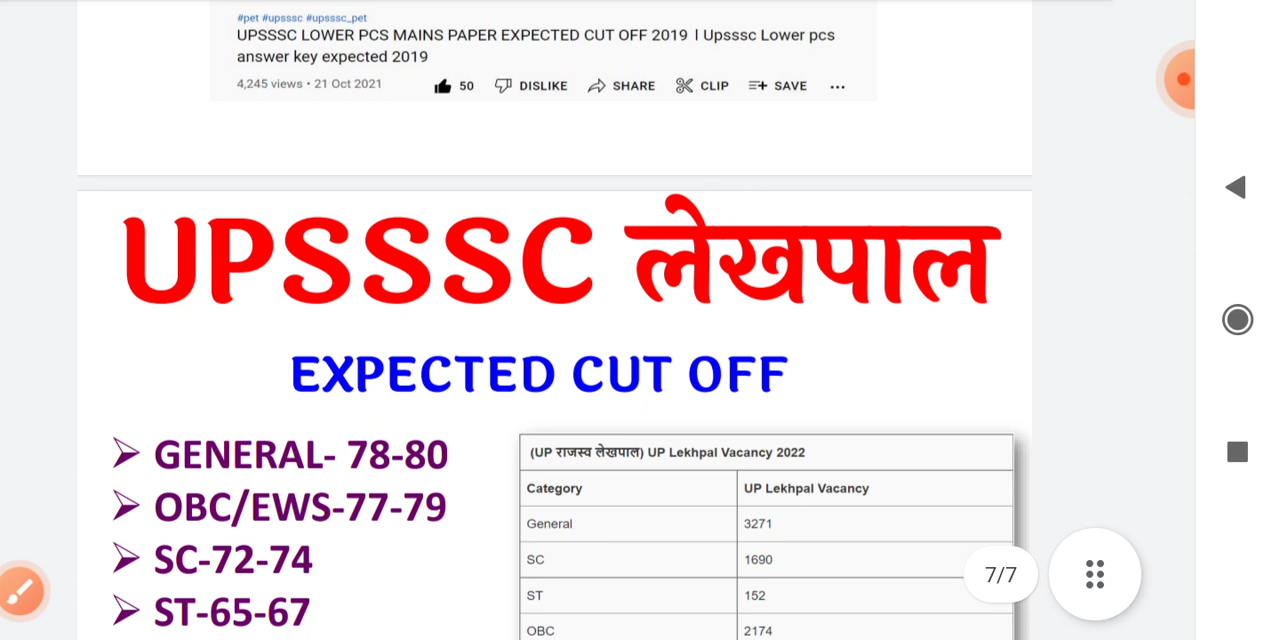 #pet #upsssc #upsssc_pet
UPSSSC LOWER PCS MAINS PAPER EXPECTED CUT OFF 2019 I Upsssc Lower pcs
answer key expected 2019
4,245 views • 21 Oct 2021 50 DISLIKE SHARE CLIP SAVE ...
UPSSSC लेखपाल
EXPECTED CUT OFF
➢ GENERAL- 78-80
➢ OBC/EWS-77-79
➢ SC-72-74
➢ ST-65-67
(UP राजस्व लेखपाल) UP Lekhpal Vacancy 2022
Category UP Lekhpal Vacancy
General 3271
SC 1690
ST 152
OBC 2174
7/7